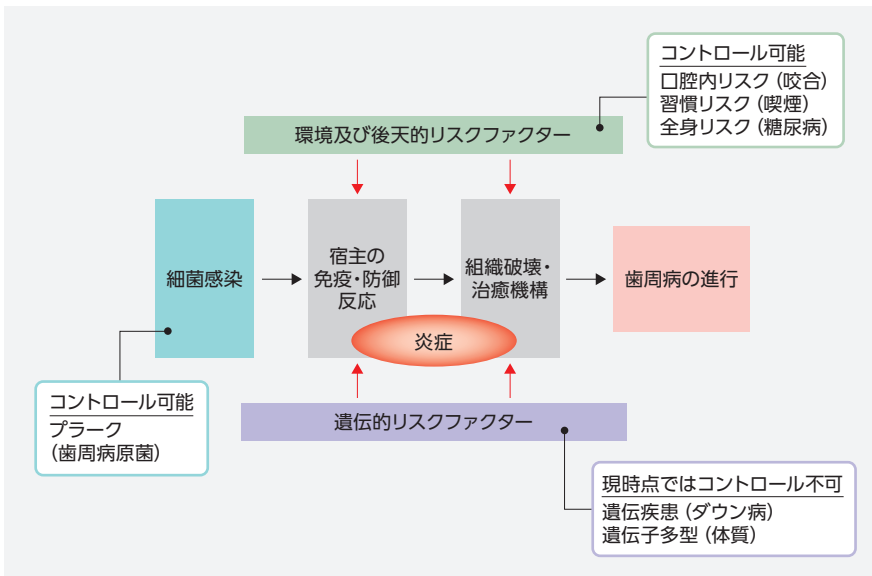 コントロール可能
口腔内リスク（咬合）
習慣リスク（喫煙）
全身リスク（糖尿病）
環境及び後天的リスクファクター
細菌感染
宿主の
免疫・防御
反応
組織破壊・
治癒機構
歯周病の進行
炎症
コントロール可能
プラーク
（歯周病原菌）
遺伝的リスクファクター
現時点ではコントロール不可
遺伝疾患（ダウン病）
遺伝子多型（体質）